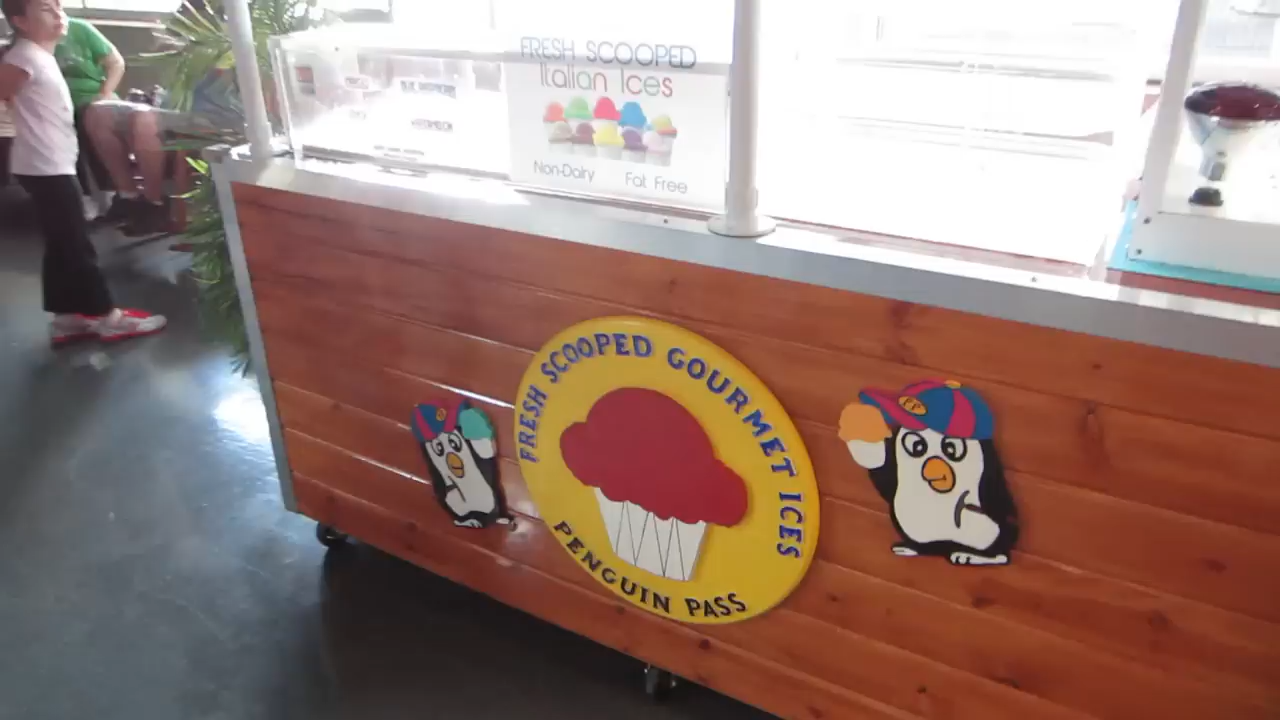 FRESH SCOOPED
Italian Ices
Non-Dairy Fat Free
FRESH SCOOPED GOURMET ICES
PENGUIN PASS